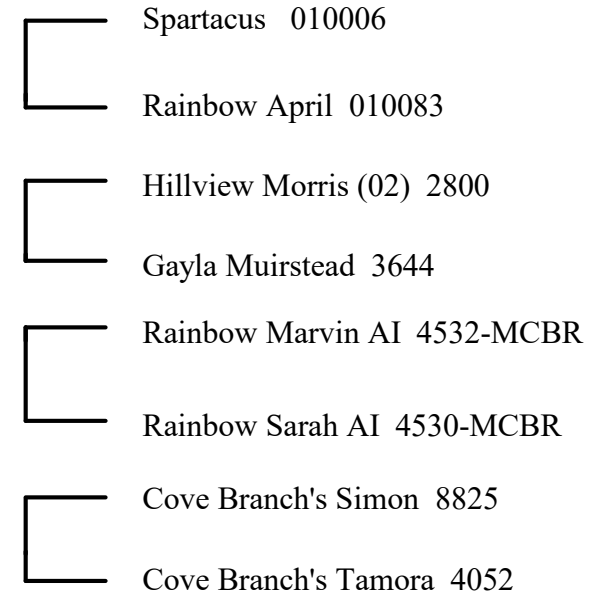 Spartacus 010006
Rainbow April 010083
Hillview Morris (02) 2800
Gayla Muirstead 3644
Rainbow Marvin AI 4532-MCBR
Rainbow Sarah AI 4530-MCBR
Cove Branch's Simon 8825
Cove Branch's Tamora 4052